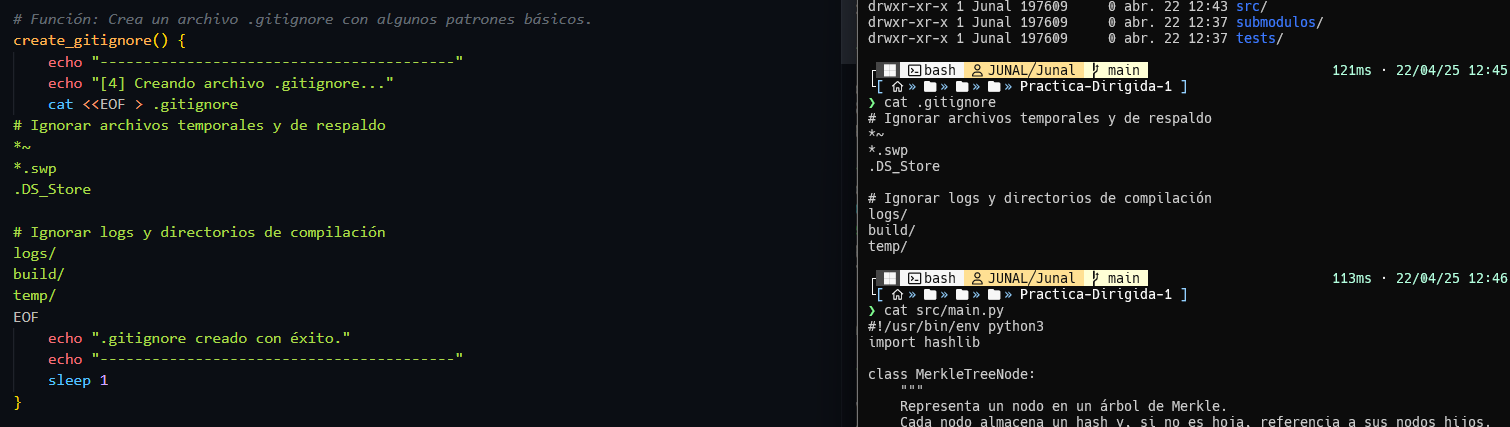 # Función: Crea un archivo .gitignore con algunos patrones básicos.
create_gitignore() {
    echo "-----------------------------------------"
    echo "[4] Creando archivo .gitignore..."
    cat <<EOF > .gitignore
# Ignorar archivos temporales y de respaldo
*~
*.swp
.DS_Store

# Ignorar logs y directorios de compilación
logs/
build/
temp/
EOF
    echo ".gitignore creado con éxito."
    echo "-----------------------------------------"
    sleep 1
}
drwxr-xr-x 1 Junal 197609     0 abr. 22 12:43 src/
drwxr-xr-x 1 Junal 197609     0 abr. 22 12:37 submodulos/
drwxr-xr-x 1 Junal 197609     0 abr. 22 12:37 tests/
bash JUNAL/Junal main 121ms · 22/04/25 12:45
[ » » » » Practica-Dirigida-1 ]
❯ cat .gitignore
# Ignorar archivos temporales y de respaldo
*~
*.swp
.DS_Store

# Ignorar logs y directorios de compilación
logs/
build/
temp/
bash JUNAL/Junal main 113ms · 22/04/25 12:46
[ » » » » Practica-Dirigida-1 ]
❯ cat src/main.py
#!/usr/bin/env python3
import hashlib

class MerkleTreeNode:
    """
    Representa un nodo en un árbol de Merkle.
    Cada nodo almacena un hash y, si no es hoja, referencia a sus nodos hijos.